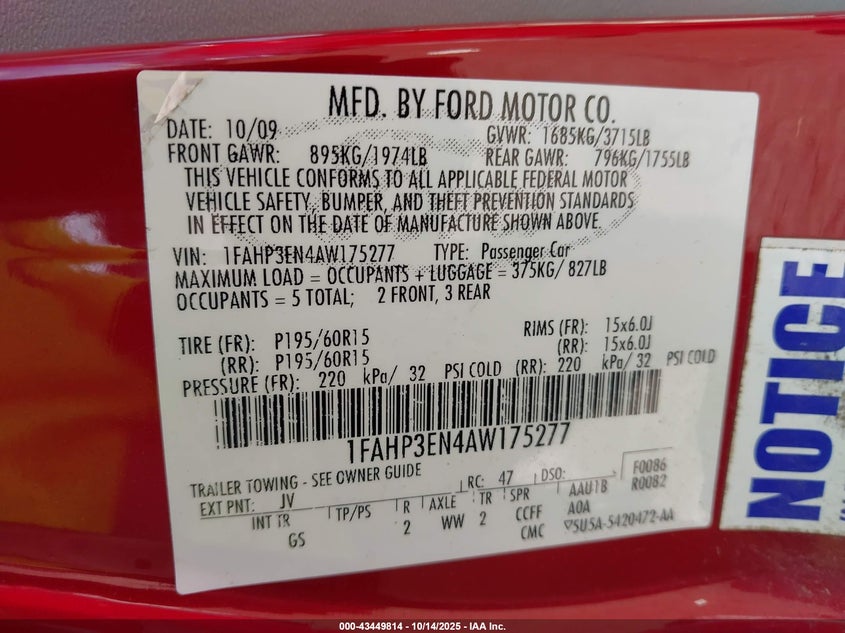 MFD. BY FORD MOTOR CO.
DATE: 10/09 GVWR: 1685KG/3715LB
FRONT GAWR: 895KG/1974LB REAR GAWR: 796KG/1755LB
THIS VEHICLE CONFORMS TO ALL APPLICABLE FEDERAL MOTOR
VEHICLE SAFETY, BUMPER, AND THEFT PREVENTION STANDARDS
IN EFFECT ON THE DATE OF MANUFACTURE SHOWN ABOVE.
VIN: 1FAHP3EN4AW175277 TYPE: Passenger Car
MAXIMUM LOAD = OCCUPANTS + LUGGAGE = 375KG/ 827LB
OCCUPANTS = 5 TOTAL; 2 FRONT, 3 REAR
TIRE (FR): P195/60R15 RIMS (FR): 15x6.0J
(RR): P195/60R15 (RR): 15x6.0J
PRESSURE (FR): 220 kPa/ 32 PSI COLD (RR): 220 kPa/ 32 PSI COLD
1FAHP3EN4AW175277
TRAILER TOWING - SEE OWNER GUIDE RC: 47 DSO: F0086
EXT PNT: JV R0082
INT TR TP/PS R AXLE TR SPR AAU1B
GS 2 WW 2 CCFF A0A
CMC 5U5A-5420472-AA
NOTICE
000-43449814 - 10/14/2025 - IAA Inc.